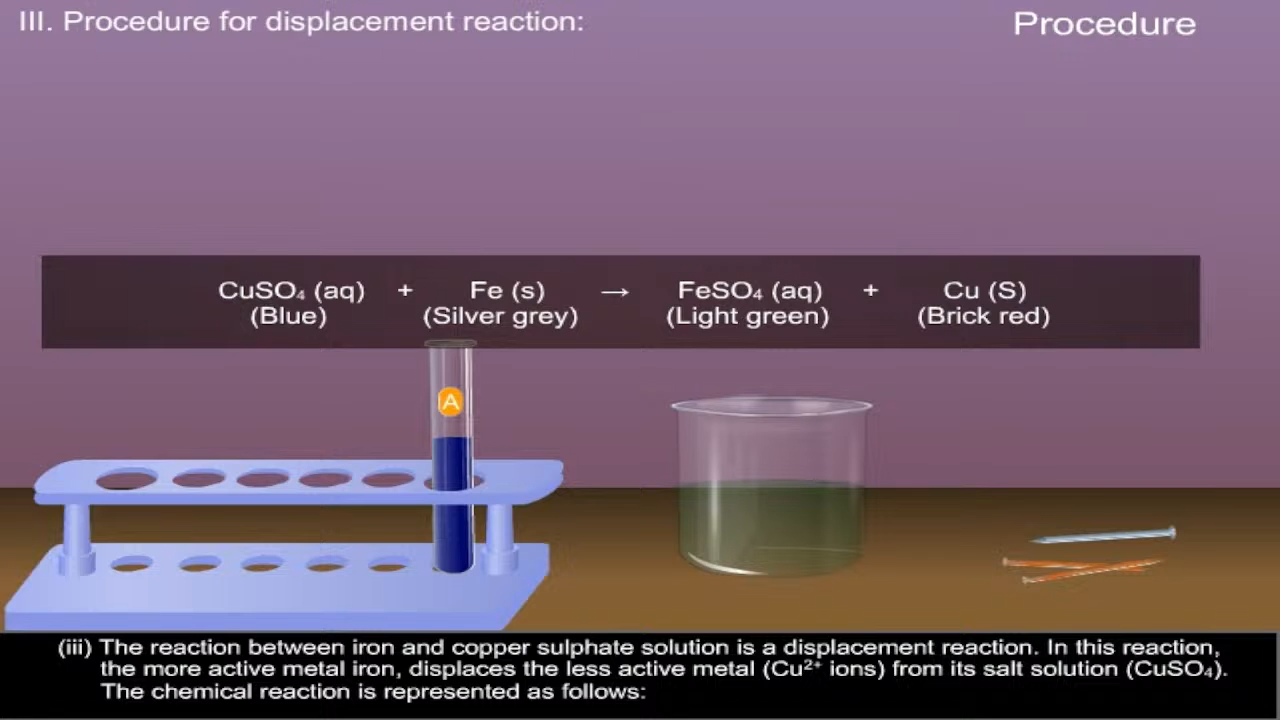 III. Procedure for displacement reaction:
Procedure
CuSO₄ (aq) + Fe (s) → FeSO₄ (aq) + Cu (S)
(Blue) (Silver grey) (Light green) (Brick red)
A
(iii) The reaction between iron and copper sulphate solution is a displacement reaction. In this reaction,
the more active metal iron, displaces the less active metal (Cu²⁺ ions) from its salt solution (CuSO₄).
The chemical reaction is represented as follows: